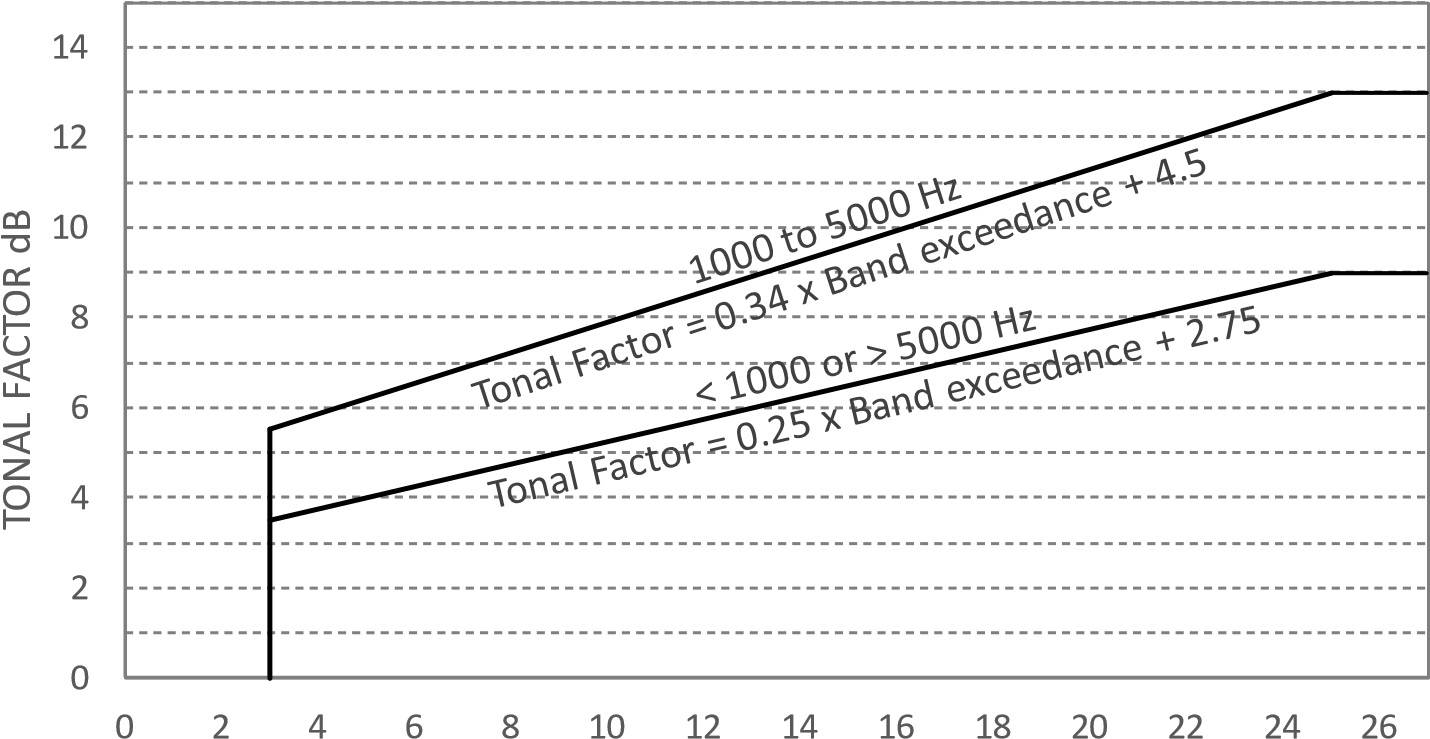 TONAL FACTOR dB
14
12
10
8
6
4
2
0
1000 to 5000 Hz
Tonal Factor = 0.34 x Band exceedance + 4.5
< 1000 or > 5000 Hz
Tonal Factor = 0.25 x Band exceedance + 2.75
0 2 4 6 8 10 12 14 16 18 20 22 24 26